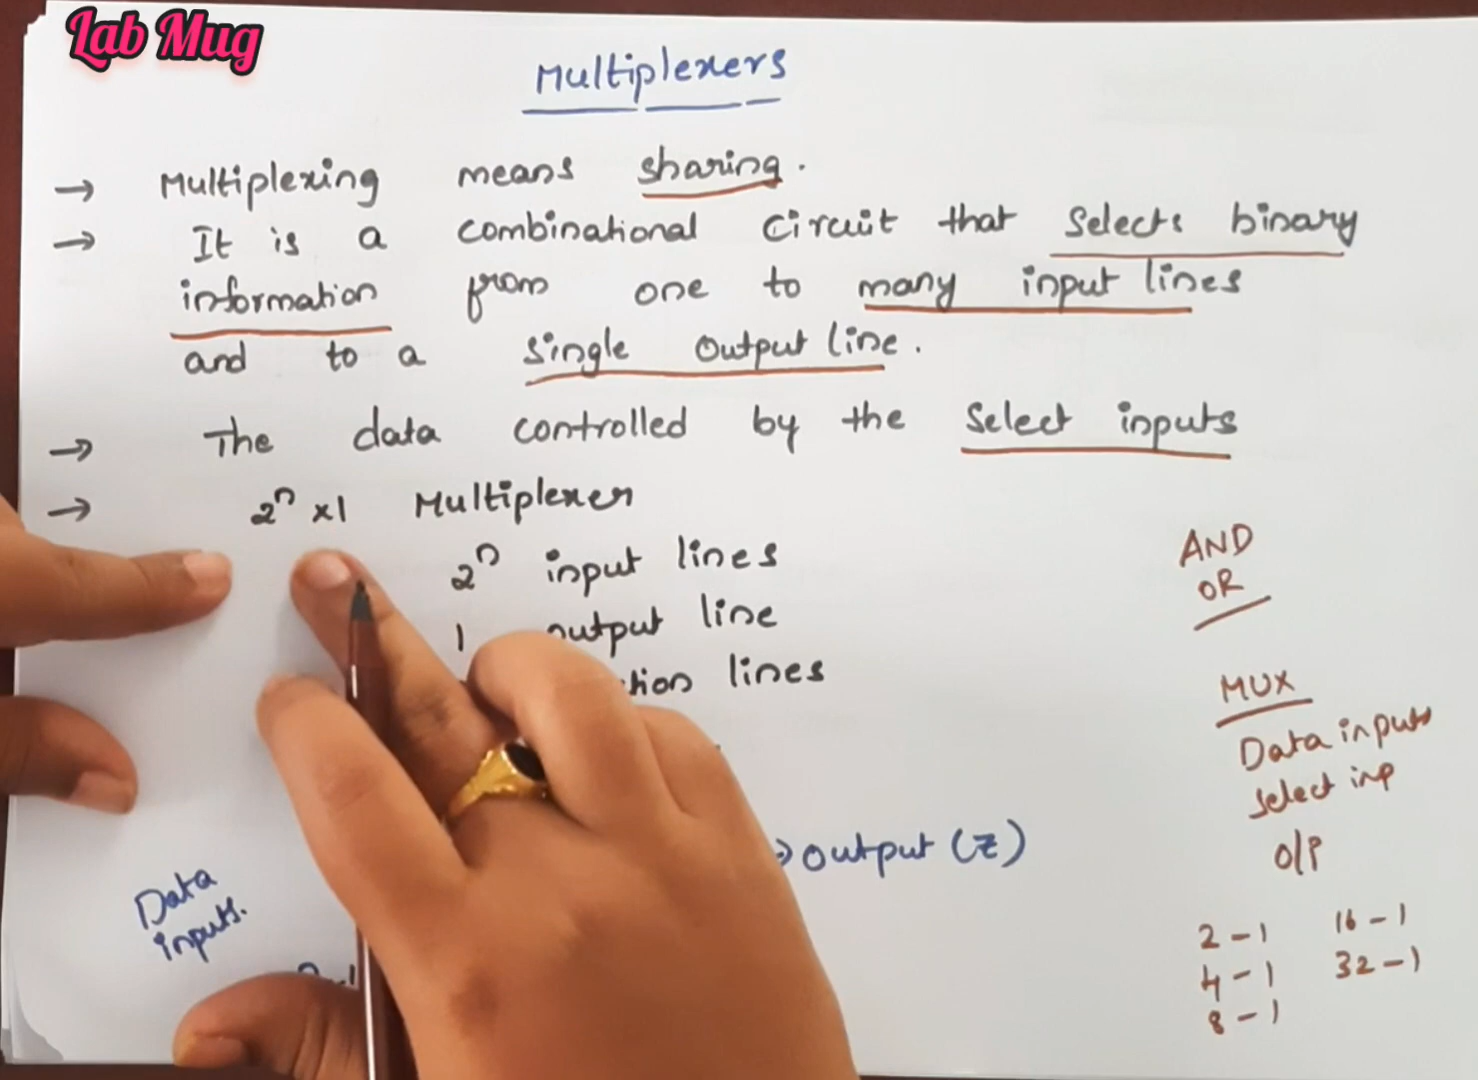 Lab Mug
Multiplexers
→ Multiplexing means sharing.
→ It is a combinational circuit that selects binary
information from one to many input lines
and to a single output line.
→ The data controlled by the select inputs
→ 2ⁿ x1 Multiplexer
2ⁿ input lines
1 output line
lines
→ output (Z)
Data
inputs.
AND
OR
MUX
Data inputs
select inp
O/P
2-1 16-1
4-1 32-1
8-1